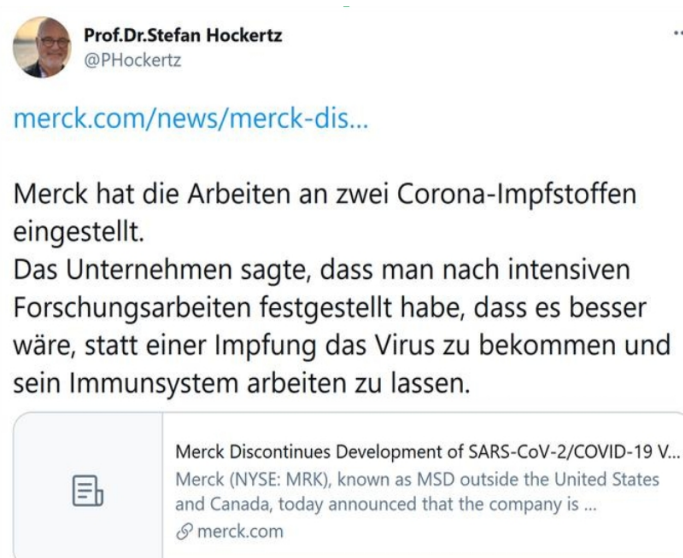 Prof.Dr.Stefan Hockertz
@PHockertz
merck.com/news/merck-dis...
Merck hat die Arbeiten an zwei Corona-Impfstoffen
eingestellt.
Das Unternehmen sagte, dass man nach intensiven
Forschungsarbeiten festgestellt habe, dass es besser
wäre, statt einer Impfung das Virus zu bekommen und
sein Immunsystem arbeiten zu lassen.
Merck Discontinues Development of SARS-CoV-2/COVID-19 V...
Merck (NYSE: MRK), known as MSD outside the United States
and Canada, today announced that the company is ...
merck.com